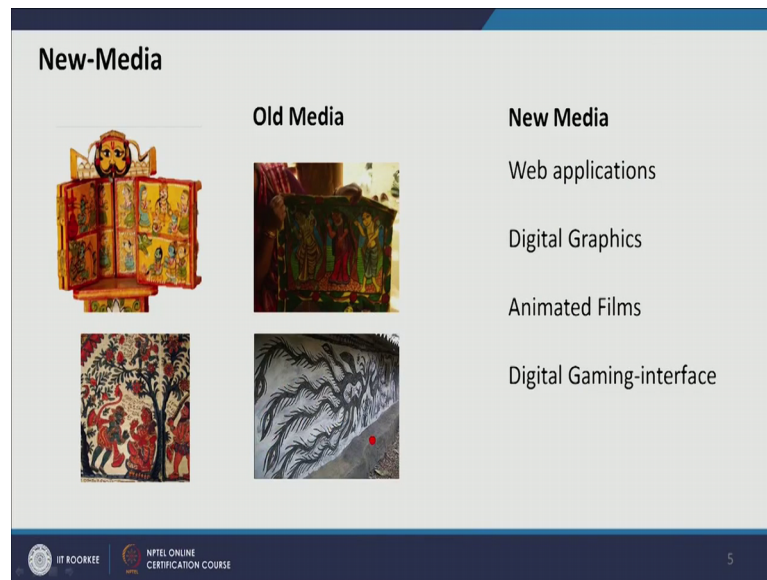 New-Media
Old Media
New Media
Web applications
Digital Graphics
Animated Films
Digital Gaming-interface
IIT ROORKEE
NPTEL
NPTEL ONLINE
CERTIFICATION COURSE
5